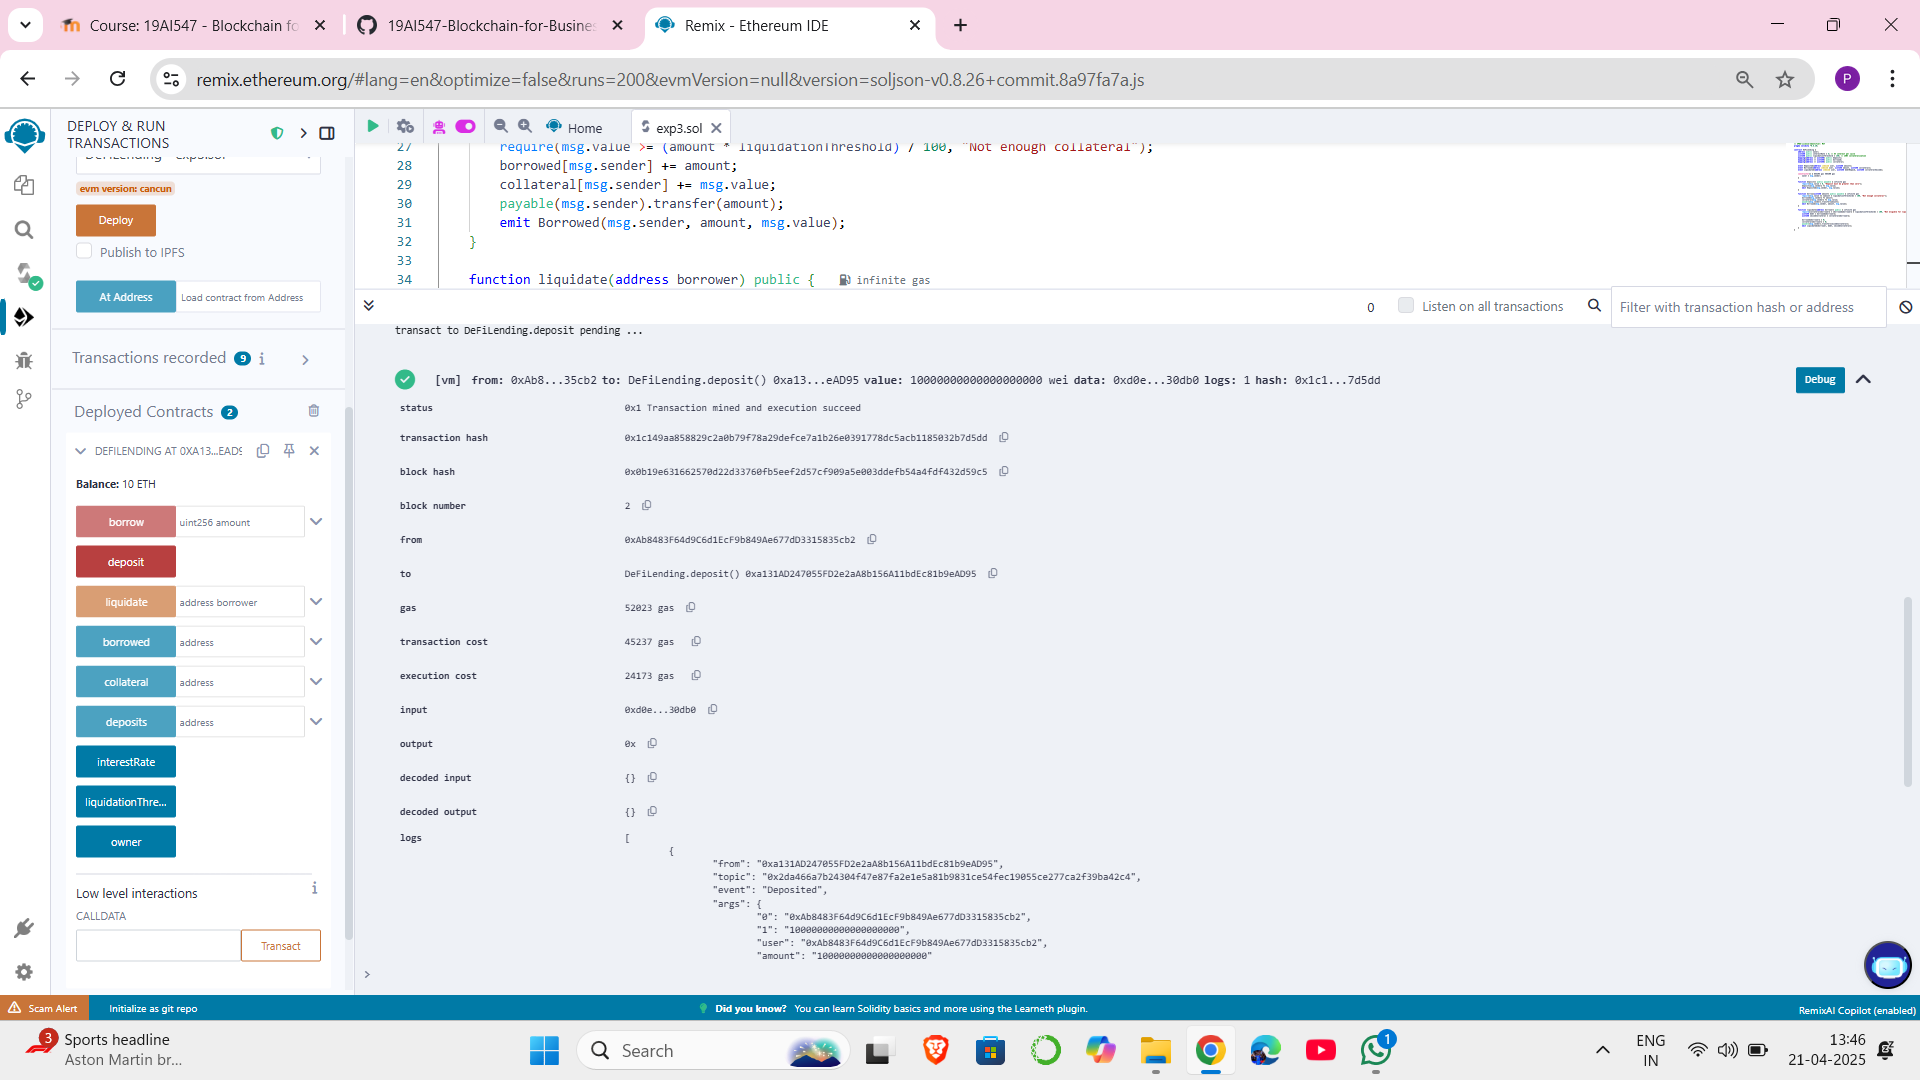 Course: 19AI547 - Blockchain fo
19AI547-Blockchain-for-Busines
Remix - Ethereum IDE
remix.ethereum.org/#lang=en&optimize=false&runs=200&evmVersion=null&version=soljson-v0.8.26+commit.8a97fa7a.js
P
DEPLOY & RUN
TRANSACTIONS
evm version: cancun
Deploy
Publish to IPFS
At Address
Load contract from Address
Transactions recorded 9 i
Deployed Contracts 2
DEFILENDING AT 0XA13...EAD9
Balance: 10 ETH
borrow uint256 amount
deposit
liquidate address borrower
borrowed address
collateral address
deposits address
interestRate
liquidationThre...
owner
Low level interactions i
CALLDATA
Transact
Home
exp3.sol
27 require(msg.value >= (amount * liquidationThreshold) / 100, "Not enough collateral");
28 borrowed[msg.sender] += amount;
29 collateral[msg.sender] += msg.value;
30 payable(msg.sender).transfer(amount);
31 emit Borrowed(msg.sender, amount, msg.value);
32 }
33
34 function liquidate(address borrower) public { infinite gas
0 Listen on all transactions Filter with transaction hash or address
transact to DeFiLending.deposit pending ...
[vm] from: 0xAb8...35cb2 to: DeFiLending.deposit() 0xa13...eAD95 value: 10000000000000000000 wei data: 0xd0e...30db0 logs: 1 hash: 0x1c1...7d5dd
Debug
status 0x1 Transaction mined and execution succeed
transaction hash 0x1c149aa858829c2a0b79f78a29defce7a1b26e0391778dc5acb1185032b7d5dd
block hash 0x0b19e631662570d22d33760fb5eef2d57cf909a5e003ddefb54a4fdf432d59c5
block number 2
from 0xAb8483F64d9C6d1EcF9b849Ae677dD3315835cb2
to DeFiLending.deposit() 0xa131AD247055FD2e2aA8b156A11bdEc81b9eAD95
gas 52023 gas
transaction cost 45237 gas
execution cost 24173 gas
input 0xd0e...30db0
output 0x
decoded input {}
decoded output {}
logs [
{
"from": "0xa131AD247055FD2e2aA8b156A11bdEc81b9eAD95",
"topic": "0x2da466a7b24304f47e87fa2e1e5a81b9831ce54fec19055ce277ca2f39ba42c4",
"event": "Deposited",
"args": {
"0": "0xAb8483F64d9C6d1EcF9b849Ae677dD3315835cb2",
"1": "10000000000000000000",
"user": "0xAb8483F64d9C6d1EcF9b849Ae677dD3315835cb2",
"amount": "10000000000000000000"
>
Scam Alert
Initialize as git repo
Did you know? You can learn Solidity basics and more using the Learneth plugin.
RemixAI Copilot (enabled)
3
Sports headline
Aston Martin br...
Search
1
ENG
IN
13:46
21-04-2025